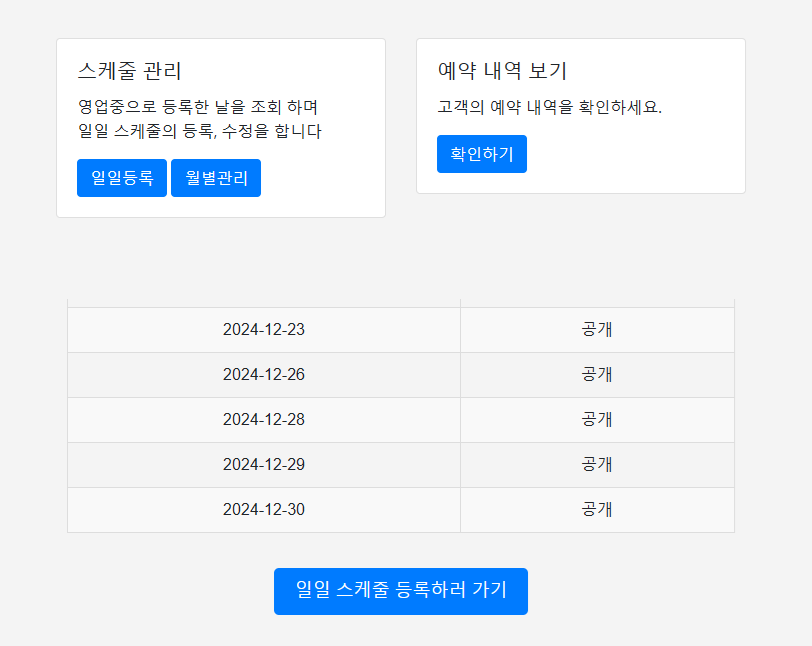 스케줄 관리
영업중으로 등록한 날을 조회 하며
일일 스케줄의 등록, 수정을 합니다
일일등록 월별관리
예약 내역 보기
고객의 예약 내역을 확인하세요.
확인하기
2024-12-23 공개
2024-12-26 공개
2024-12-28 공개
2024-12-29 공개
2024-12-30 공개
일일 스케줄 등록하러 가기